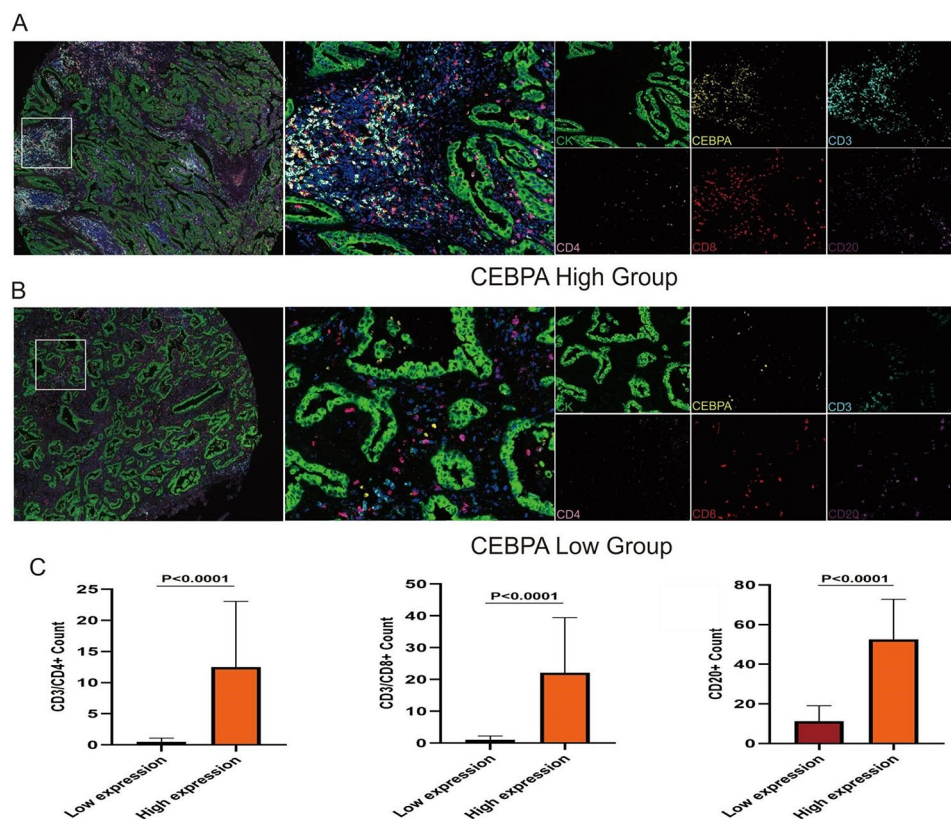 A
CK
CEBPA
CD3
CD4
CD8
CD20
CEBPA High Group
B
CK
CEBPA
CD3
CD4
CD8
CD20
CEBPA Low Group
C
P<0.0001
CD3/CD4+ Count
25
20
15
10
5
0
Low expression
High expression
P<0.0001
CD3/CD8+ Count
50
40
30
20
10
0
Low expression
High expression
P<0.0001
CD20+ Count
80
60
40
20
0
Low expression
High expression